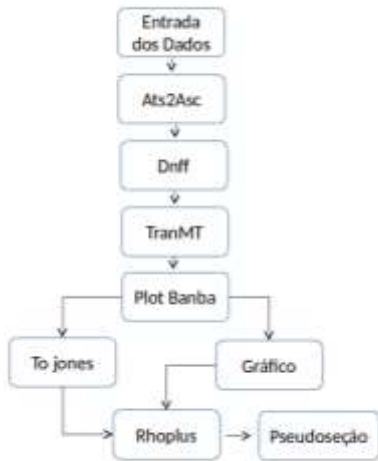 Entrada
dos Dados
Ats2Asc
Dnff
TranMT
Plot Banba
To jones
Gráfico
Rhoplus
Pseudoseção